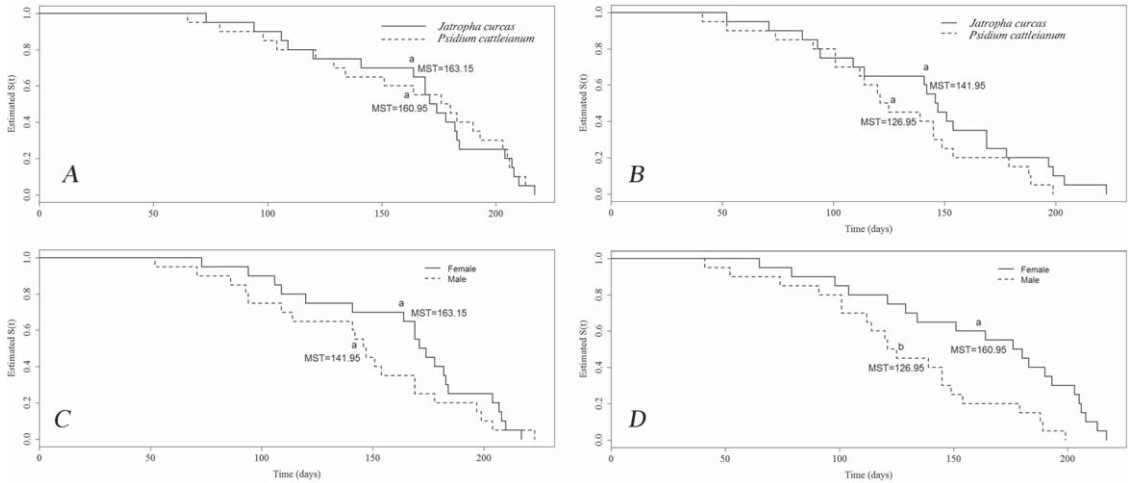 Jatropha curcas
Psidium cattleianum
a
MST=163.15
a
MST=160.95
A
Estimated S(t)
1.0
0.8
0.6
0.4
0.2
0.0
0
50
100
150
200
Jatropha curcas
Psidium cattleianum
a
MST=141.95
a
MST=126.95
B
Estimated S(t)
1.0
0.8
0.6
0.4
0.2
0.0
0
50
100
150
200
Time (days)
Female
Male
a
MST=163.15
a
MST=141.95
C
Estimated S(t)
1.0
0.8
0.6
0.4
0.2
0.0
0
50
100
150
200
Time (days)
Female
Male
a
MST=160.95
b
MST=126.95
D
Estimated S(t)
1.0
0.8
0.6
0.4
0.2
0.0
0
50
100
150
200
Time (days)